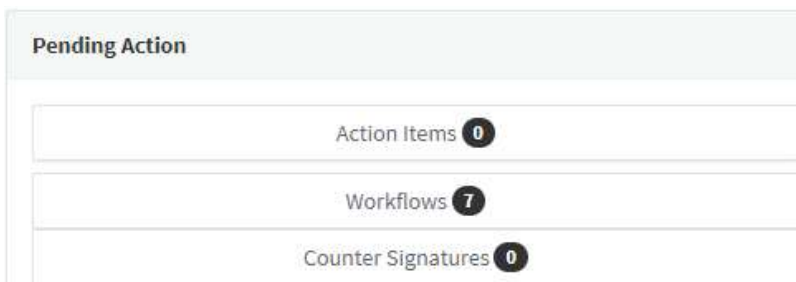 Pending Action
Action Items 0
Workflows 7
Counter Signatures 0